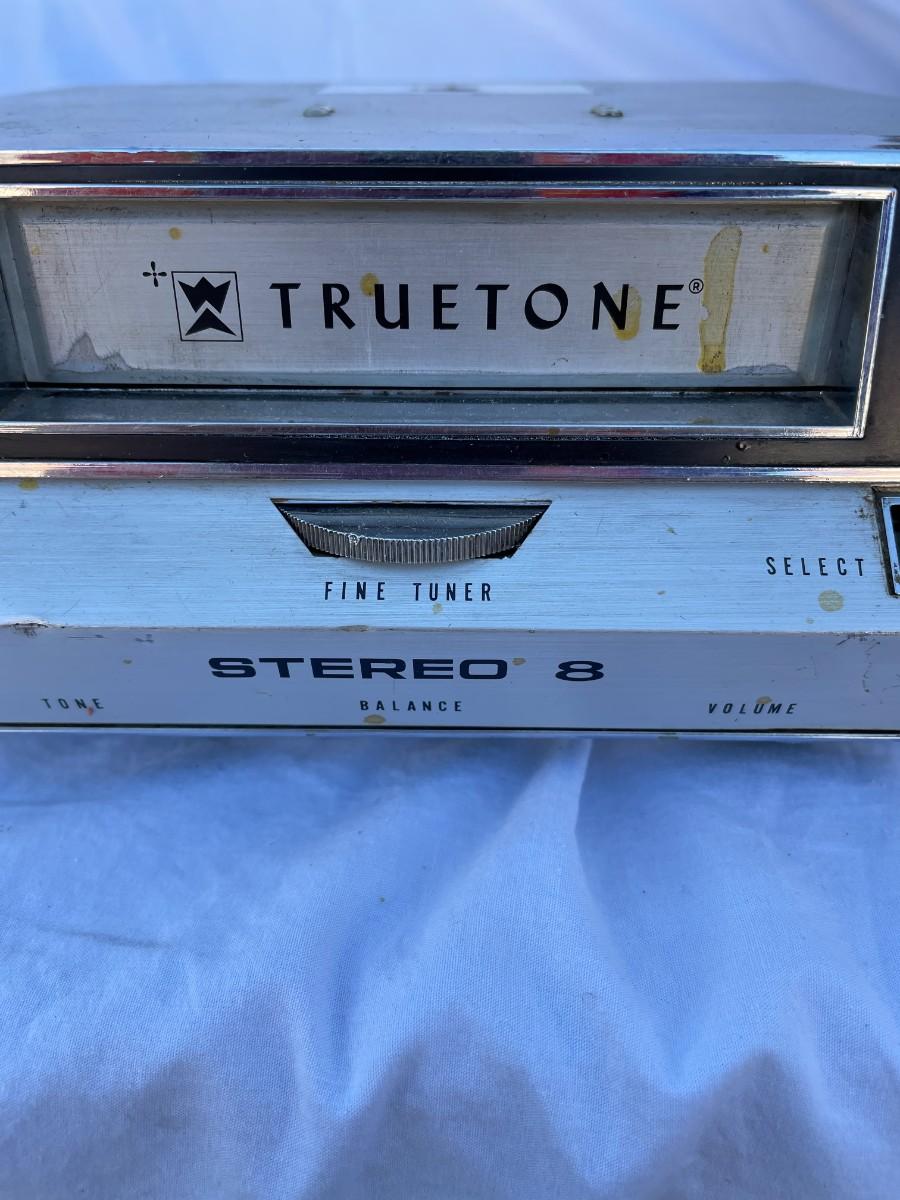 TRUETONE®
FINE TUNER
SELECT
STEREO 8
TONE BALANCE VOLUME